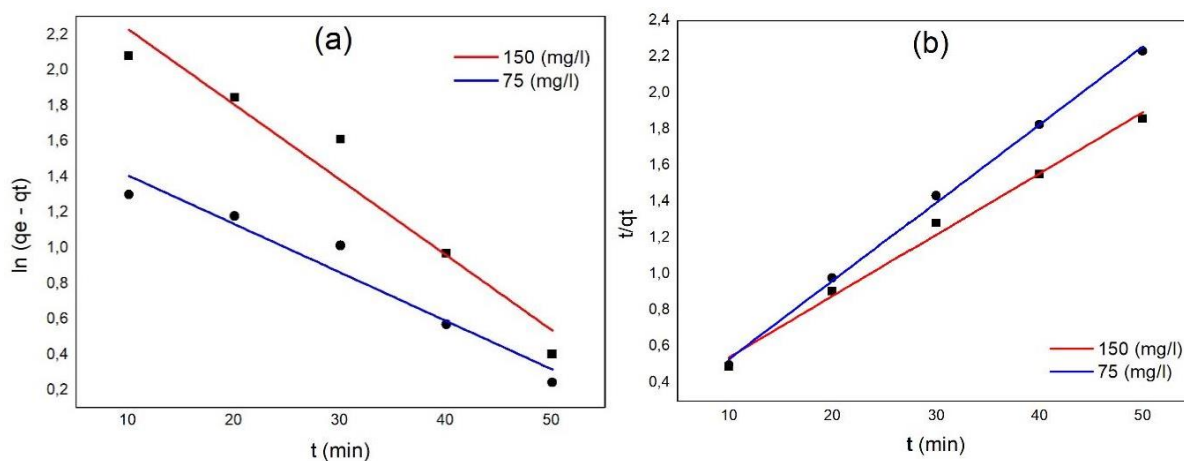 (a)
150 (mg/l)
75 (mg/l)
ln (qe - qt)
2,2
2,0
1,8
1,6
1,4
1,2
1,0
0,8
0,6
0,4
0,2
10 20 30 40 50
t (min)
(b)
2,4
2,2
2,0
1,8
1,6
1,4
1,2
1,0
0,8
0,6
0,4
t/qt
150 (mg/l)
75 (mg/l)
10 20 30 40 50
t (min)